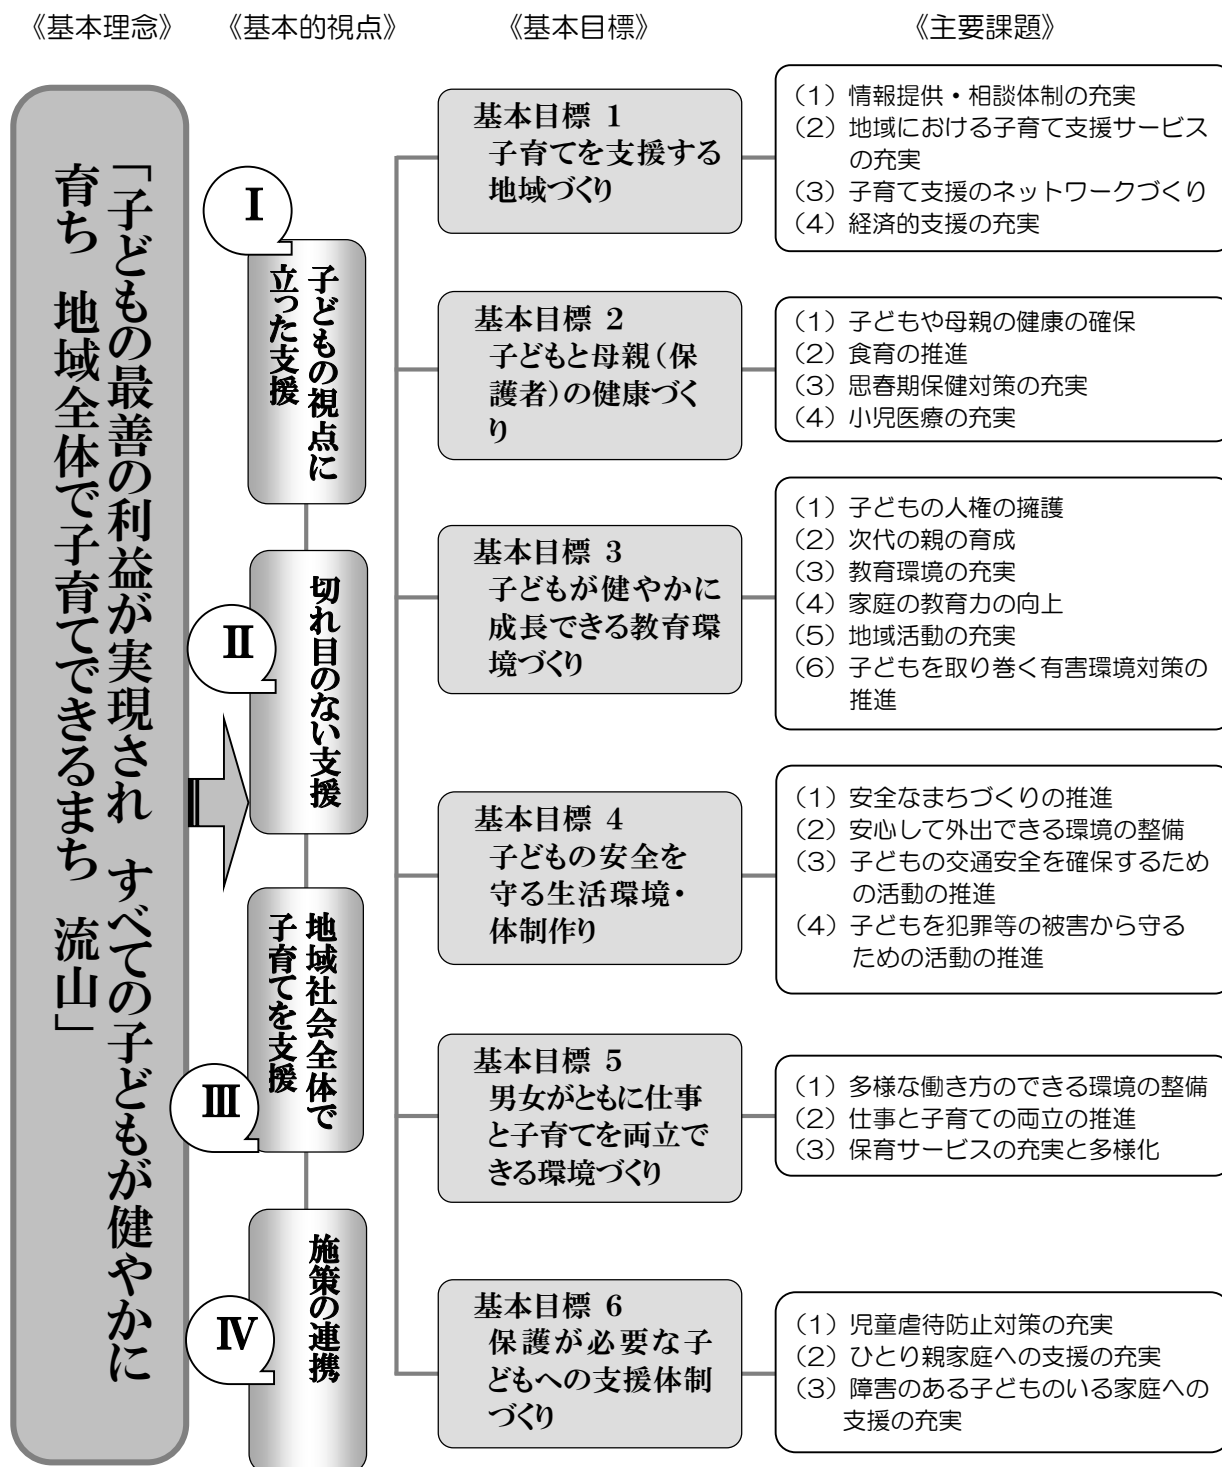 《基本理念》
《基本的視点》
《基本目標》
《主要課題》
「子どもの最善の利益が実現され　すべての子どもが健やかに
育ち　地域全体で子育てできるまち　流山」
Ⅰ
子どもの視点に
立った支援
Ⅱ
切れ目のない支援
Ⅲ
地域社会全体で
子育てを支援
Ⅳ
施策の連携
基本目標 1
子育てを支援する
地域づくり
（1）情報提供・相談体制の充実
（2）地域における子育て支援サービス
の充実
（3）子育て支援のネットワークづくり
（4）経済的支援の充実
基本目標 2
子どもと母親（保
護者）の健康づく
り
（1）子どもや母親の健康の確保
（2）食育の推進
（3）思春期保健対策の充実
（4）小児医療の充実
基本目標 3
子どもが健やかに
成長できる教育環
境づくり
（1）子どもの人権の擁護
（2）次代の親の育成
（3）教育環境の充実
（4）家庭の教育力の向上
（5）地域活動の充実
（6）子どもを取り巻く有害環境対策の
推進
基本目標 4
子どもの安全を
守る生活環境・
体制作り
（1）安全なまちづくりの推進
（2）安心して外出できる環境の整備
（3）子どもの交通安全を確保するため
の活動の推進
（4）子どもを犯罪等の被害から守る
ための活動の推進
基本目標 5
男女がともに仕事
と子育てを両立で
きる環境づくり
（1）多様な働き方のできる環境の整備
（2）仕事と子育ての両立の推進
（3）保育サービスの充実と多様化
基本目標 6
保護が必要な子
どもへの支援体制
づくり
（1）児童虐待防止対策の充実
（2）ひとり親家庭への支援の充実
（3）障害のある子どものいる家庭への
支援の充実